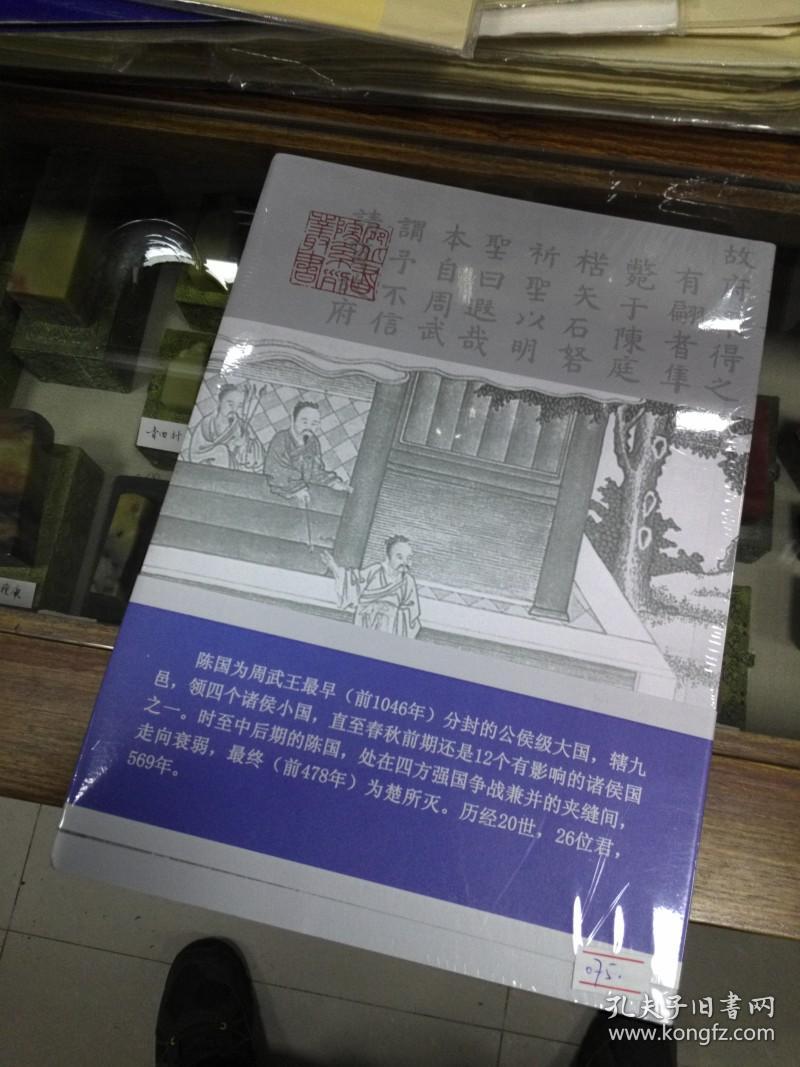 故府果得之
有翩者隼
斃于陳庭
楛矢石砮
祈聖以明
聖曰遐哉
本自周武
謂予不信
請 府
叢書
陈国为周武王最早（前1046年）分封的公侯级大国，辖九
邑，领四个诸侯小国，直至春秋前期还是12个有影响的诸侯国
之一。时至中后期的陈国，处在四方强国争战兼并的夹缝间，
走向衰弱，最终（前478年）为楚所灭。历经20世，26位君，
569年。
075.
孔夫子旧书网
www.kongfz.com